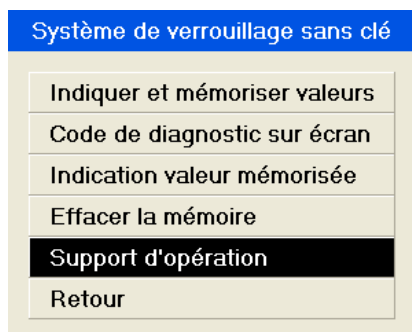 Système de verrouillage sans clé
Indiquer et mémoriser valeurs
Code de diagnostic sur écran
Indication valeur mémorisée
Effacer la mémoire
Support d'opération
Retour